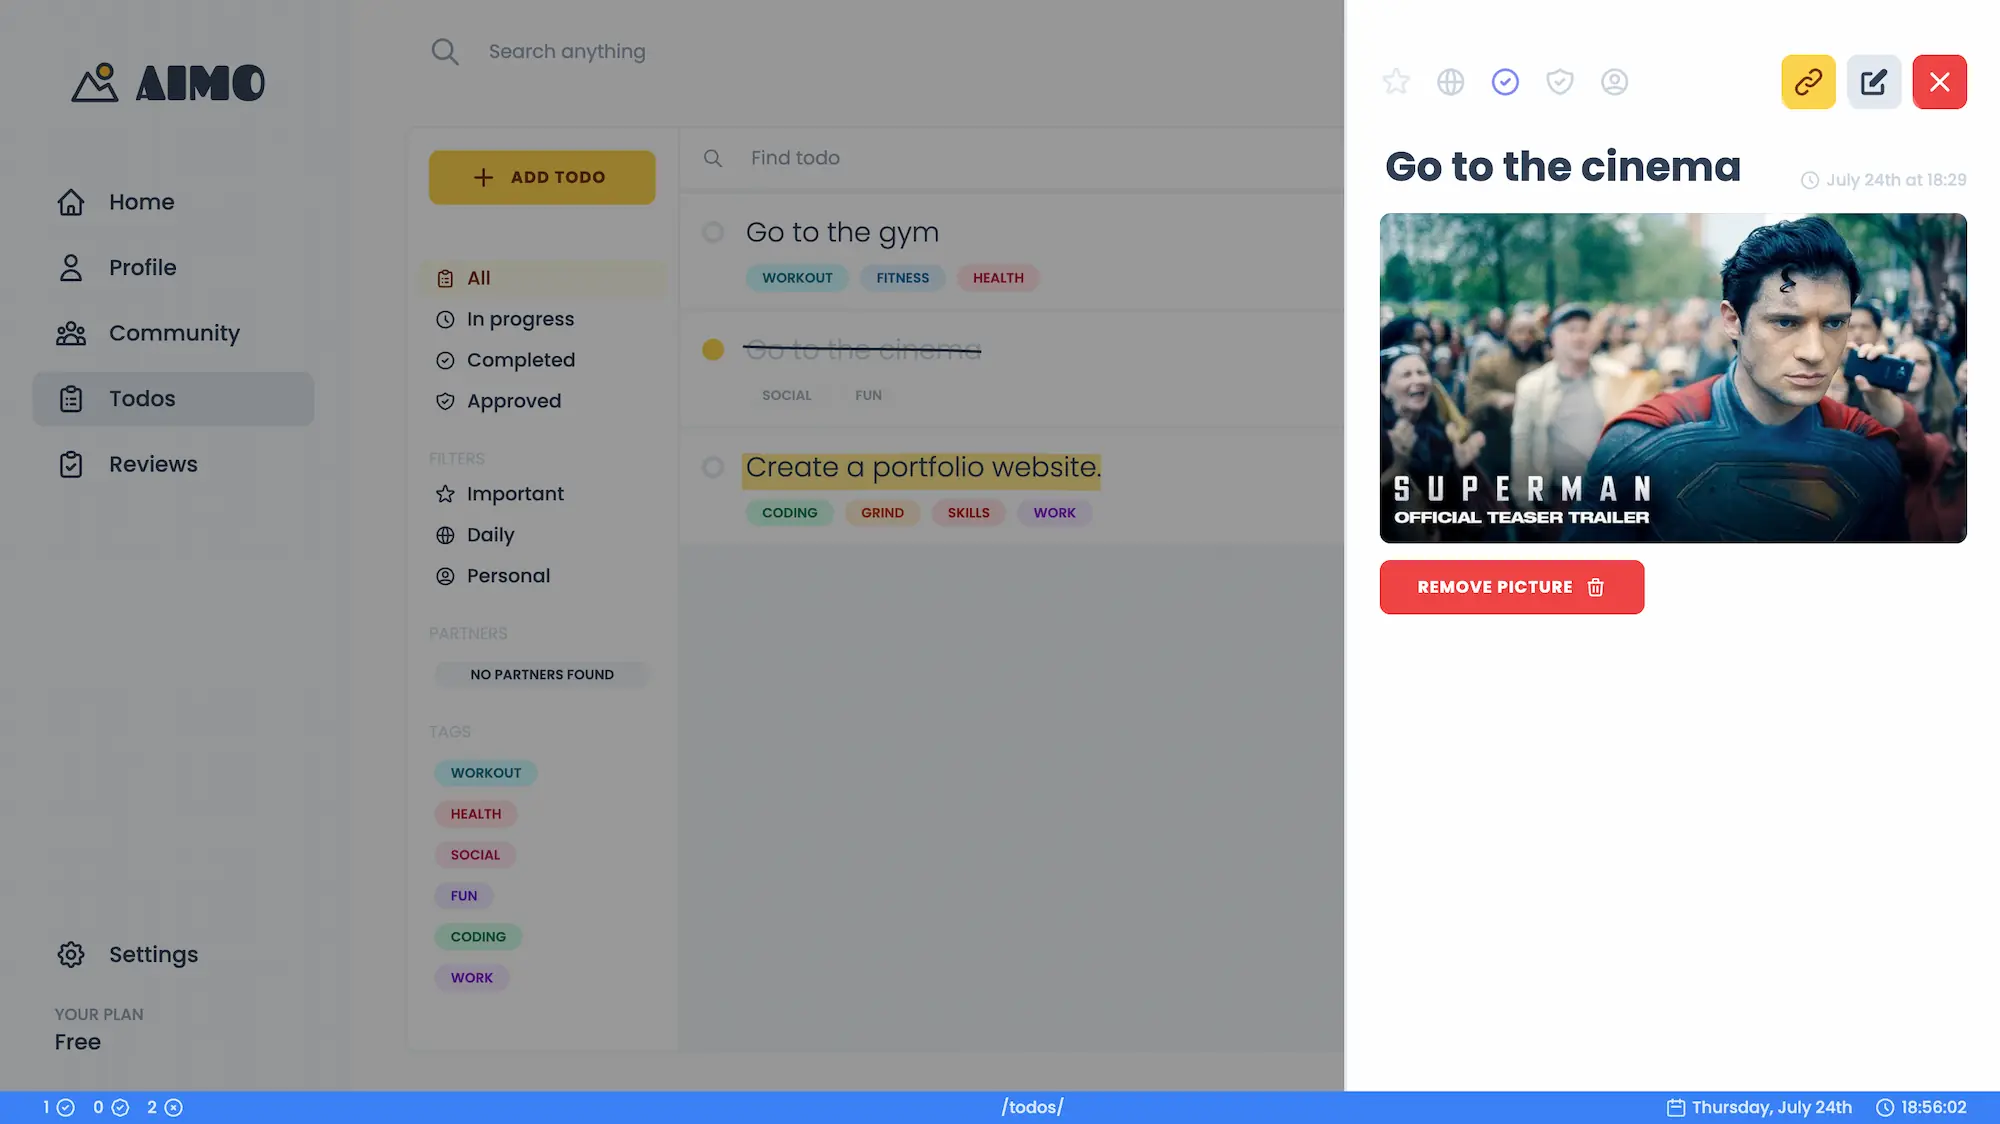 AIMO
Home
Profile
Community
Todos
Reviews
Settings
YOUR PLAN
Free
Search anything
ADD TODO
All
In progress
Completed
Approved
FILTERS
Important
Daily
Personal
PARTNERS
NO PARTNERS FOUND
TAGS
WORKOUT
HEALTH
SOCIAL
FUN
CODING
WORK
Find todo
Go to the gym
WORKOUT FITNESS HEALTH
Go to the cinema
SOCIAL FUN
Create a portfolio website.
CODING GRIND SKILLS WORK
Go to the cinema
July 24th at 18:29
SUPERMAN
OFFICIAL TEASER TRAILER
REMOVE PICTURE
1 0 2
/todos/
Thursday, July 24th 18:56:02